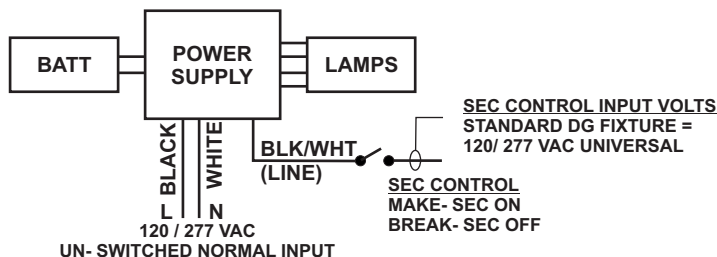 BATT
POWER
SUPPLY
LAMPS
BLACK
WHITE
L
N
120 / 277 VAC
UN- SWITCHED NORMAL INPUT
BLK/WHT
(LINE)
SEC CONTROL INPUT VOLTS
STANDARD DG FIXTURE =
120/ 277 VAC UNIVERSAL
SEC CONTROL
MAKE- SEC ON
BREAK- SEC OFF